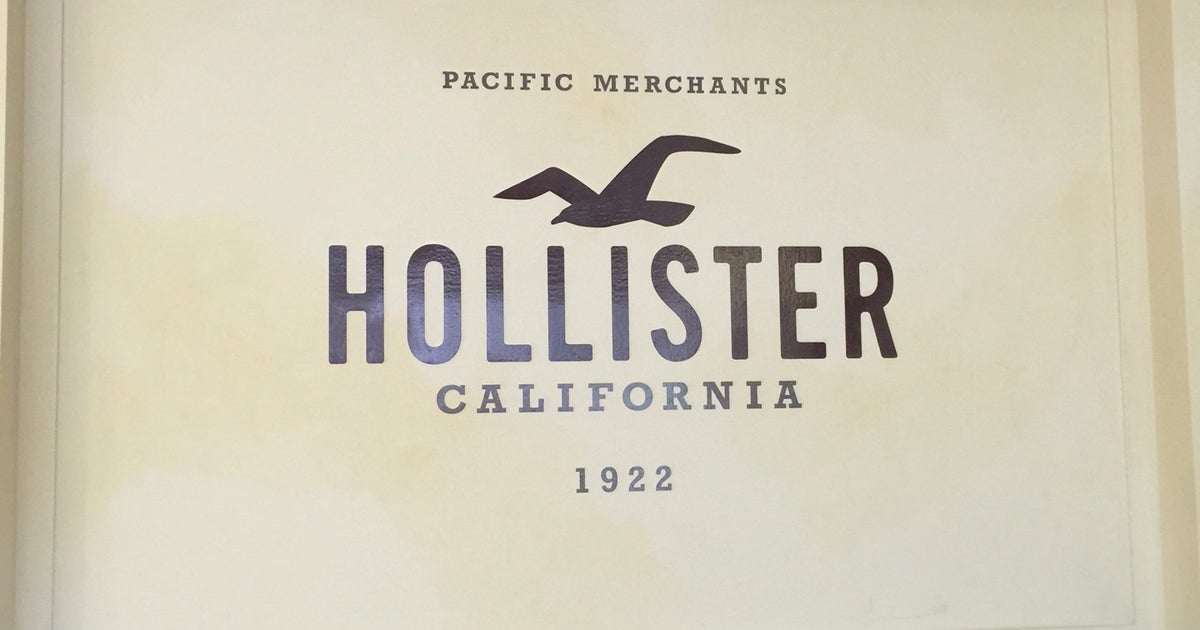 PACIFIC MERCHANTS
HOLLISTER
CALIFORNIA
1922